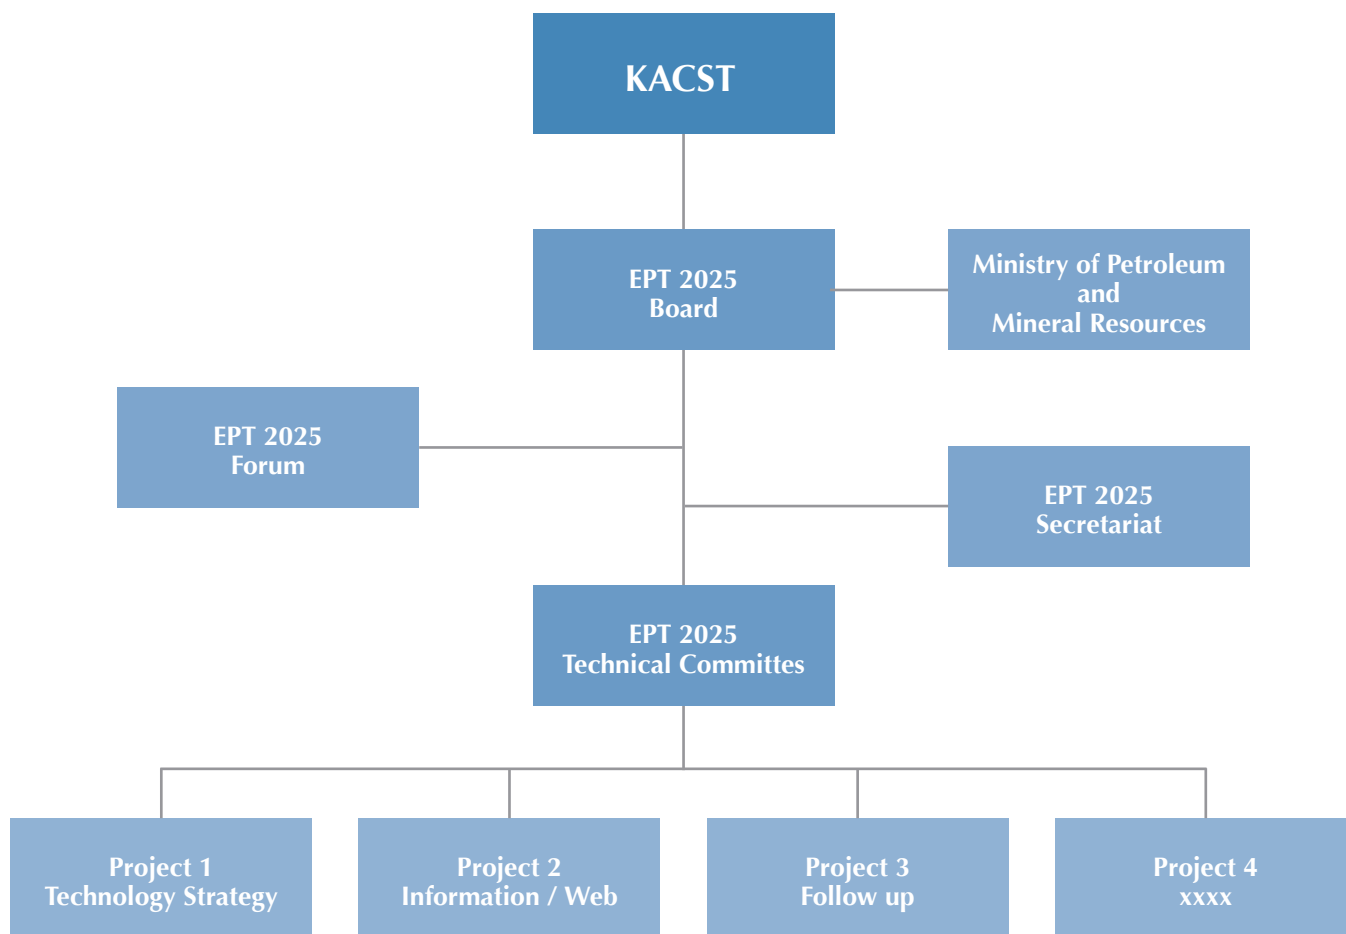 KACST
EPT 2025
Board
Ministry of Petroleum
and
Mineral Resources
EPT 2025
Forum
EPT 2025
Secretariat
EPT 2025
Technical Committes
Project 1
Technology Strategy
Project 2
Information / Web
Project 3
Follow up
Project 4
xxxx